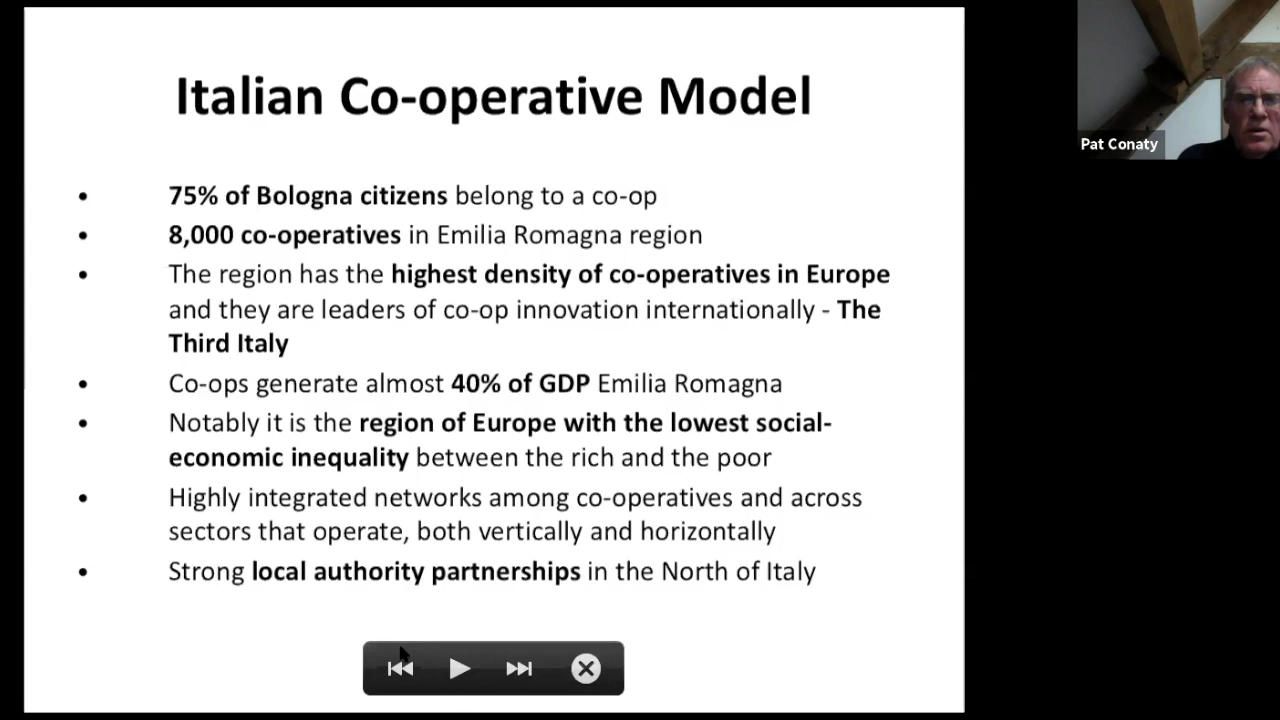 Italian Co-operative Model
• 75% of Bologna citizens belong to a co-op
• 8,000 co-operatives in Emilia Romagna region
• The region has the highest density of co-operatives in Europe
and they are leaders of co-op innovation internationally - The
Third Italy
• Co-ops generate almost 40% of GDP Emilia Romagna
• Notably it is the region of Europe with the lowest social-
economic inequality between the rich and the poor
• Highly integrated networks among co-operatives and across
sectors that operate, both vertically and horizontally
• Strong local authority partnerships in the North of Italy
Pat Conaty